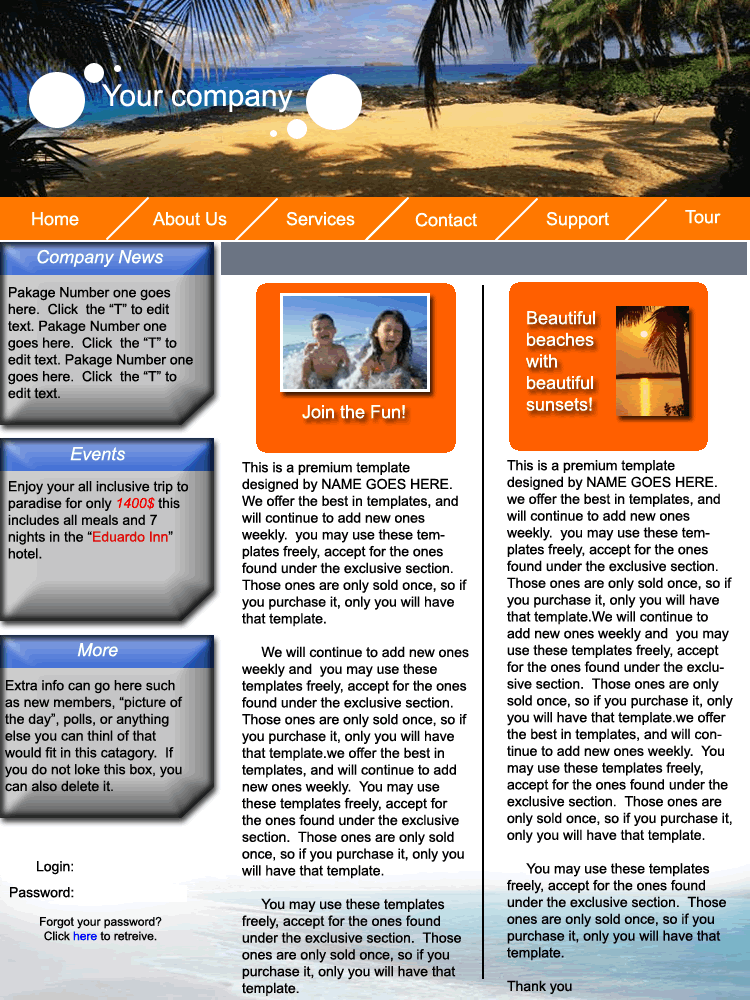 Your company
Home
About Us
Services
Contact
Support
Tour
Company News
Pakage Number one goes
here.  Click  the “T” to edit
text. Pakage Number one
goes here.  Click  the “T” to
edit text. Pakage Number one
goes here.  Click  the “T” to
edit text.
Events
Enjoy your all inclusive trip to
paradise for only 1400$ this
includes all meals and 7
nights in the “Eduardo Inn”
hotel.
More
Extra info can go here such
as new members, “picture of
the day”, polls, or anything
else you can thinl of that
would fit in this catagory.  If
you do not loke this box, you
can also delete it.
Login:
Password:
Forgot your password?
Click here to retreive.
Join the Fun!
This is a premium template
designed by NAME GOES HERE.
We offer the best in templates, and
will continue to add new ones
weekly.  you may use these tem-
plates freely, accept for the ones
found under the exclusive section.
Those ones are only sold once, so if
you purchase it, only you will have
that template.
We will continue to add new ones
weekly and  you may use these
templates freely, accept for the ones
found under the exclusive section.
Those ones are only sold once, so if
you purchase it, only you will have
that template.we offer the best in
templates, and will continue to add
new ones weekly.  You may use
these templates freely, accept for
the ones found under the exclusive
section.  Those ones are only sold
once, so if you purchase it, only you
will have that template.
You may use these templates
freely, accept for the ones found
under the exclusive section.  Those
ones are only sold once, so if you
purchase it, only you will have that
template.
Beautiful
beaches
with
beautiful
sunsets!
This is a premium template
designed by NAME GOES HERE.
we offer the best in templates, and
will continue to add new ones
weekly.  you may use these tem-
plates freely, accept for the ones
found under the exclusive section.
Those ones are only sold once, so if
you purchase it, only you will have
that template.We will continue to
add new ones weekly and  you may
use these templates freely, accept
for the ones found under the exclu-
sive section.  Those ones are only
sold once, so if you purchase it, only
you will have that template.we offer
the best in templates, and will con-
tinue to add new ones weekly.  You
may use these templates freely,
accept for the ones found under the
exclusive section.  Those ones are
only sold once, so if you purchase it,
only you will have that template.
You may use these templates
freely, accept for the ones found
under the exclusive section.  Those
ones are only sold once, so if you
purchase it, only you will have that
template.
Thank you